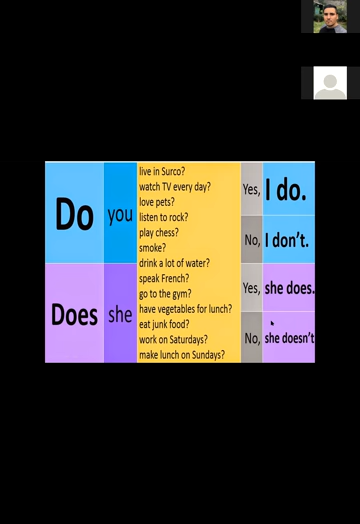 Do you
live in Surco?
watch TV every day?
love pets?
listen to rock?
play chess?
smoke?
drink a lot of water?
speak French?
go to the gym?
have vegetables for lunch?
eat junk food?
work on Saturdays?
make lunch on Sundays?
Yes, I do.
No, I don't.
Does she
Yes, she does.
No, she doesn't